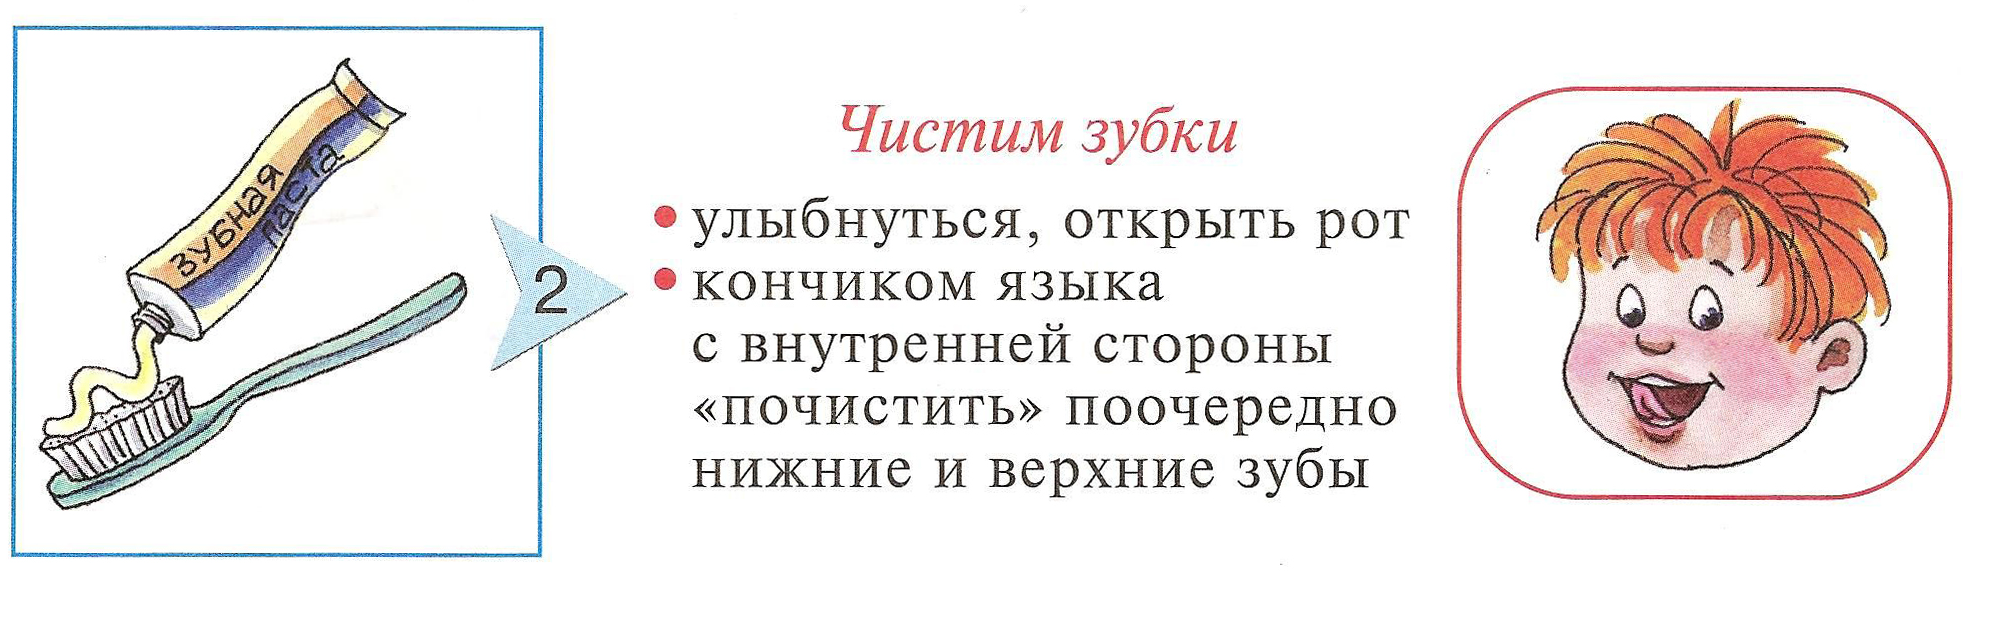 ЗУБНАЯ
паста
2
Чистим зубки
• улыбнуться, открыть рот
• кончиком языка
с внутренней стороны
«почистить» поочередно
нижние и верхние зубы